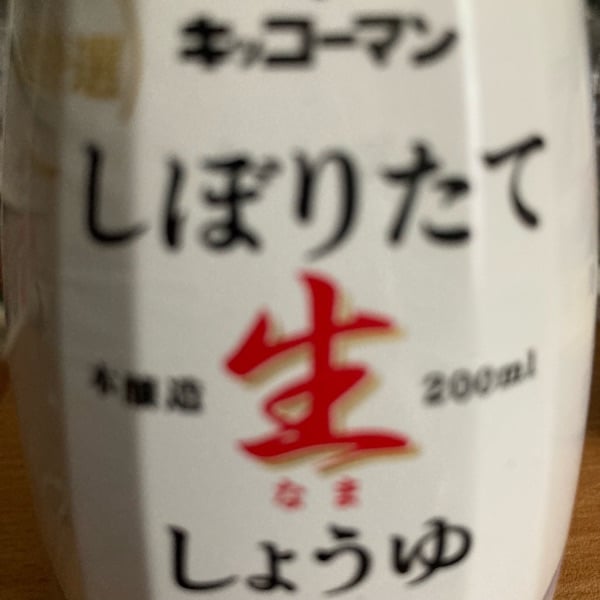 キッコーマン
しぼりたて
生
本醸造 200ml
なま
しょうゆ